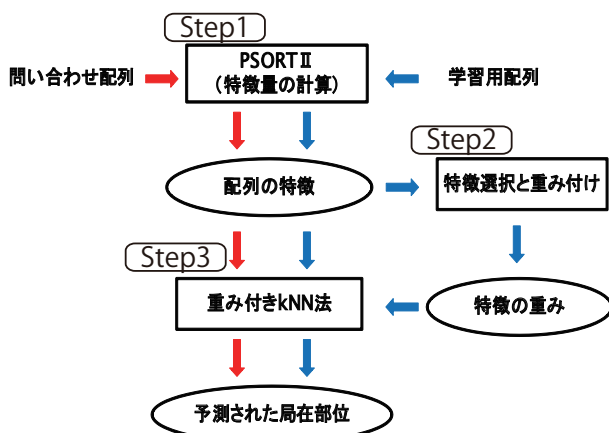 Step1
PSORTⅡ
(特徴量の計算)
問い合わせ配列
学習用配列
Step2
配列の特徴
特徴選択と重み付け
Step3
重み付きkNN法
特徴の重み
予測された局在部位